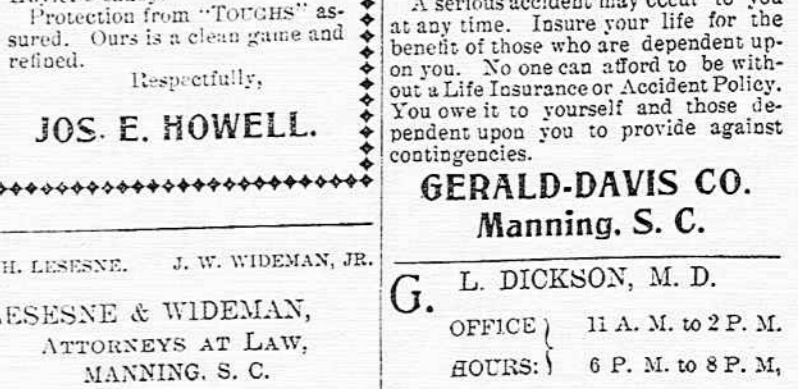 Protection from "TOUGHS" as-
sured. Ours is a clean game and
refined.
Respectfully,
JOS. E. HOWELL.
H. LESESNE. J. W. WIDEMAN, JR.
LESESNE & WIDEMAN,
ATTORNEYS AT LAW,
MANNING, S. C.
A serious accident may occur to you
at any time. Insure your life for the
benefit of those who are dependent up-
on you. No one can afford to be with-
out a Life Insurance or Accident Policy.
You owe it to yourself and those de-
pendent upon you to provide against
contingencies.
GERALD-DAVIS CO.
Manning, S. C.
G. L. DICKSON, M. D.
OFFICE } 11 A. M. to 2 P. M.
HOURS: } 6 P. M. to 8 P. M,